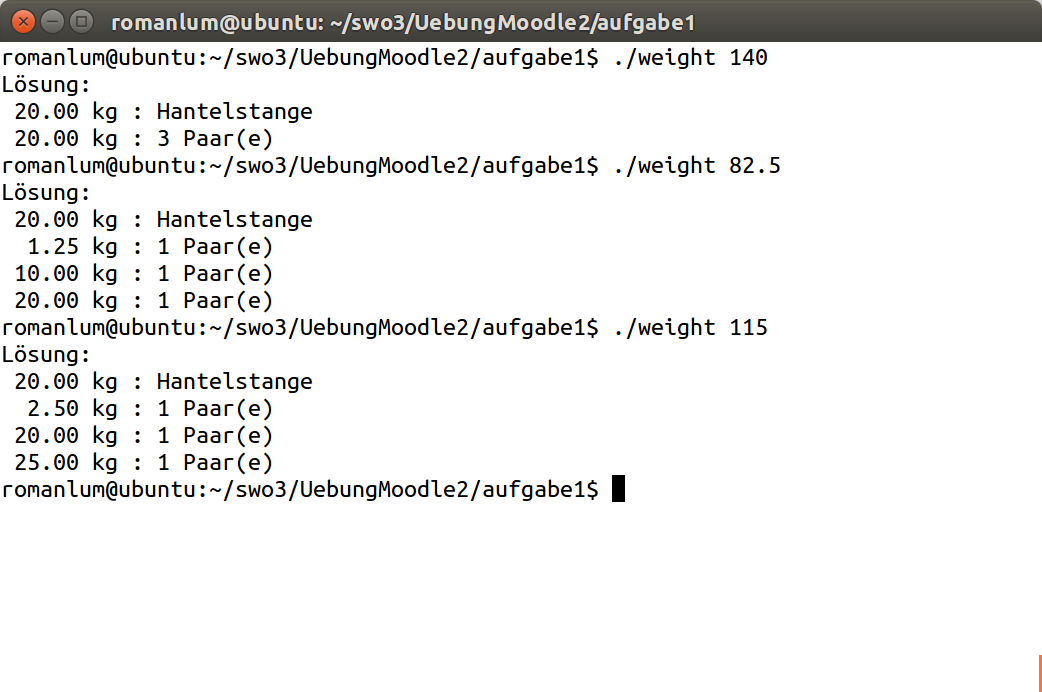 romanlum@ubuntu: ~/swo3/UebungMoodle2/aufgabe1
romanlum@ubuntu:~/swo3/UebungMoodle2/aufgabe1$ ./weight 140
Lösung:
 20.00 kg : Hantelstange
 20.00 kg : 3 Paar(e)
romanlum@ubuntu:~/swo3/UebungMoodle2/aufgabe1$ ./weight 82.5
Lösung:
 20.00 kg : Hantelstange
  1.25 kg : 1 Paar(e)
 10.00 kg : 1 Paar(e)
 20.00 kg : 1 Paar(e)
romanlum@ubuntu:~/swo3/UebungMoodle2/aufgabe1$ ./weight 115
Lösung:
 20.00 kg : Hantelstange
  2.50 kg : 1 Paar(e)
 20.00 kg : 1 Paar(e)
 25.00 kg : 1 Paar(e)
romanlum@ubuntu:~/swo3/UebungMoodle2/aufgabe1$